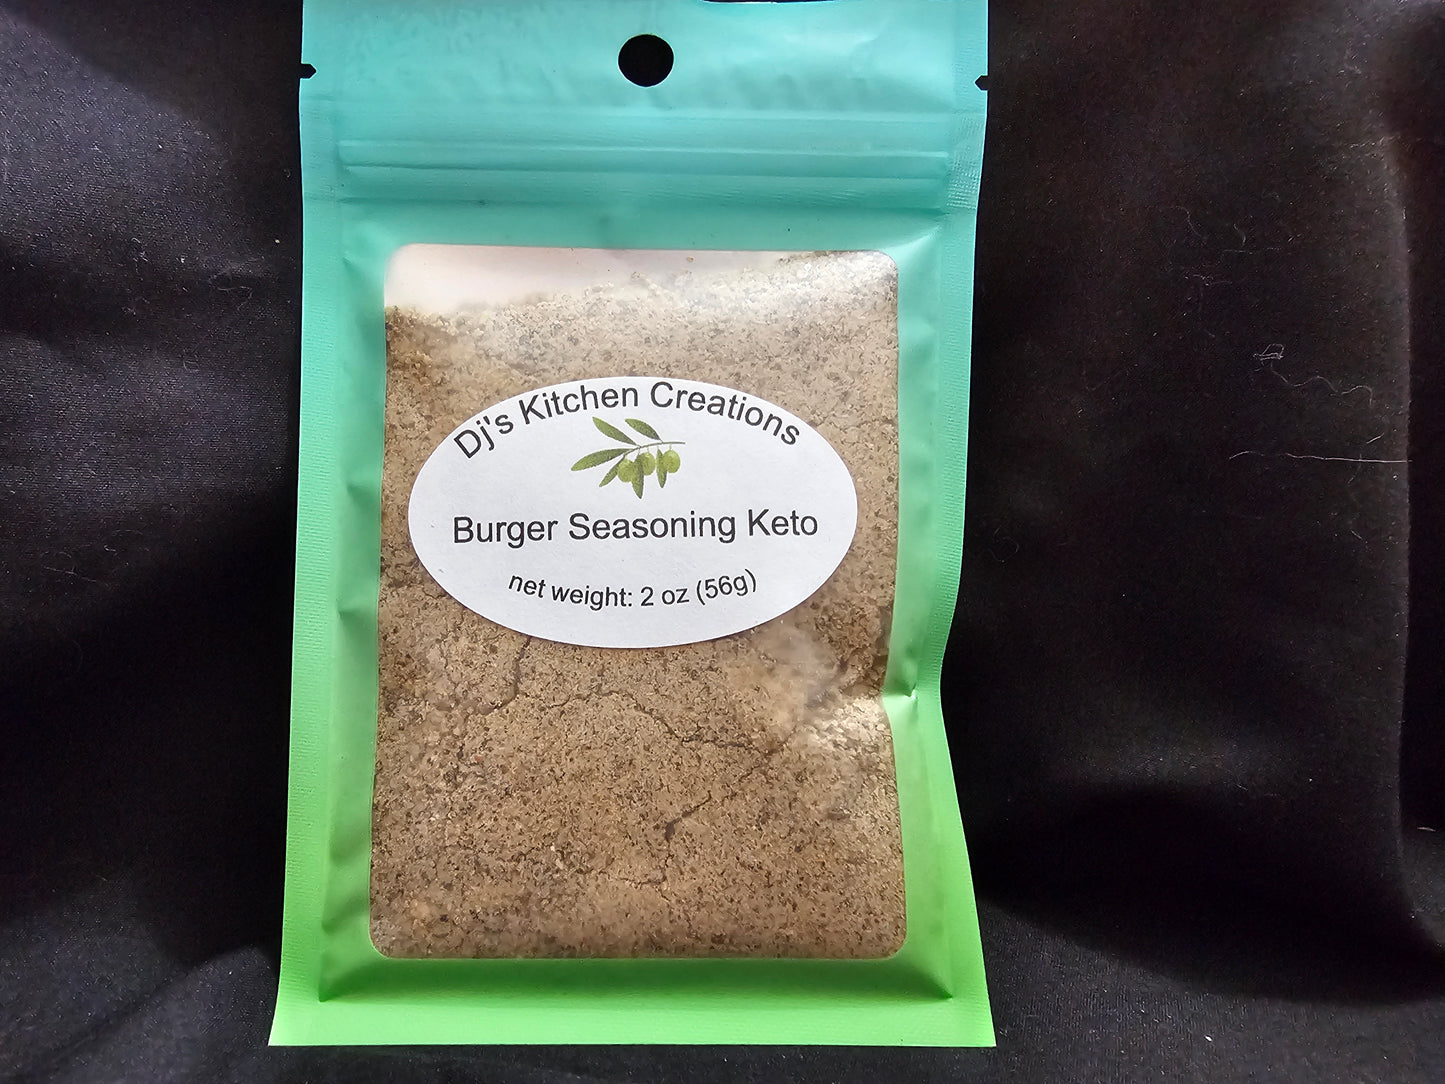 Dj's Kitchen Creations
Burger Seasoning Keto
net weight: 2 oz (56g)